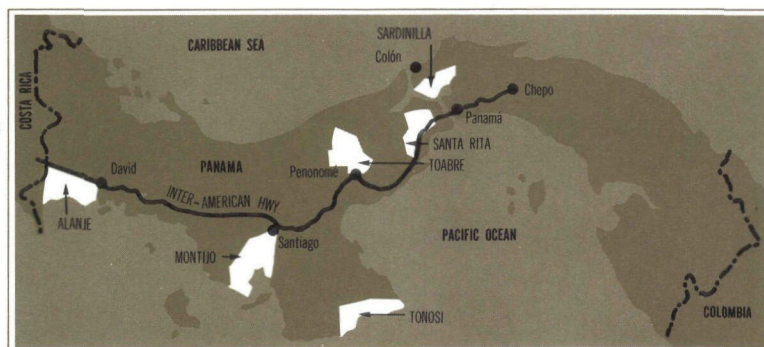 SARDINILLA
CARIBBEAN SEA
Colón
COSTA RICA
Chepo
Panamá
SANTA RITA
David
PANAMA
Penonomé
TOABRE
INTER-AMERICAN HWY
ALANJE
Santiago
PACIFIC OCEAN
MONTIJO
TONOSI
COLOMBIA